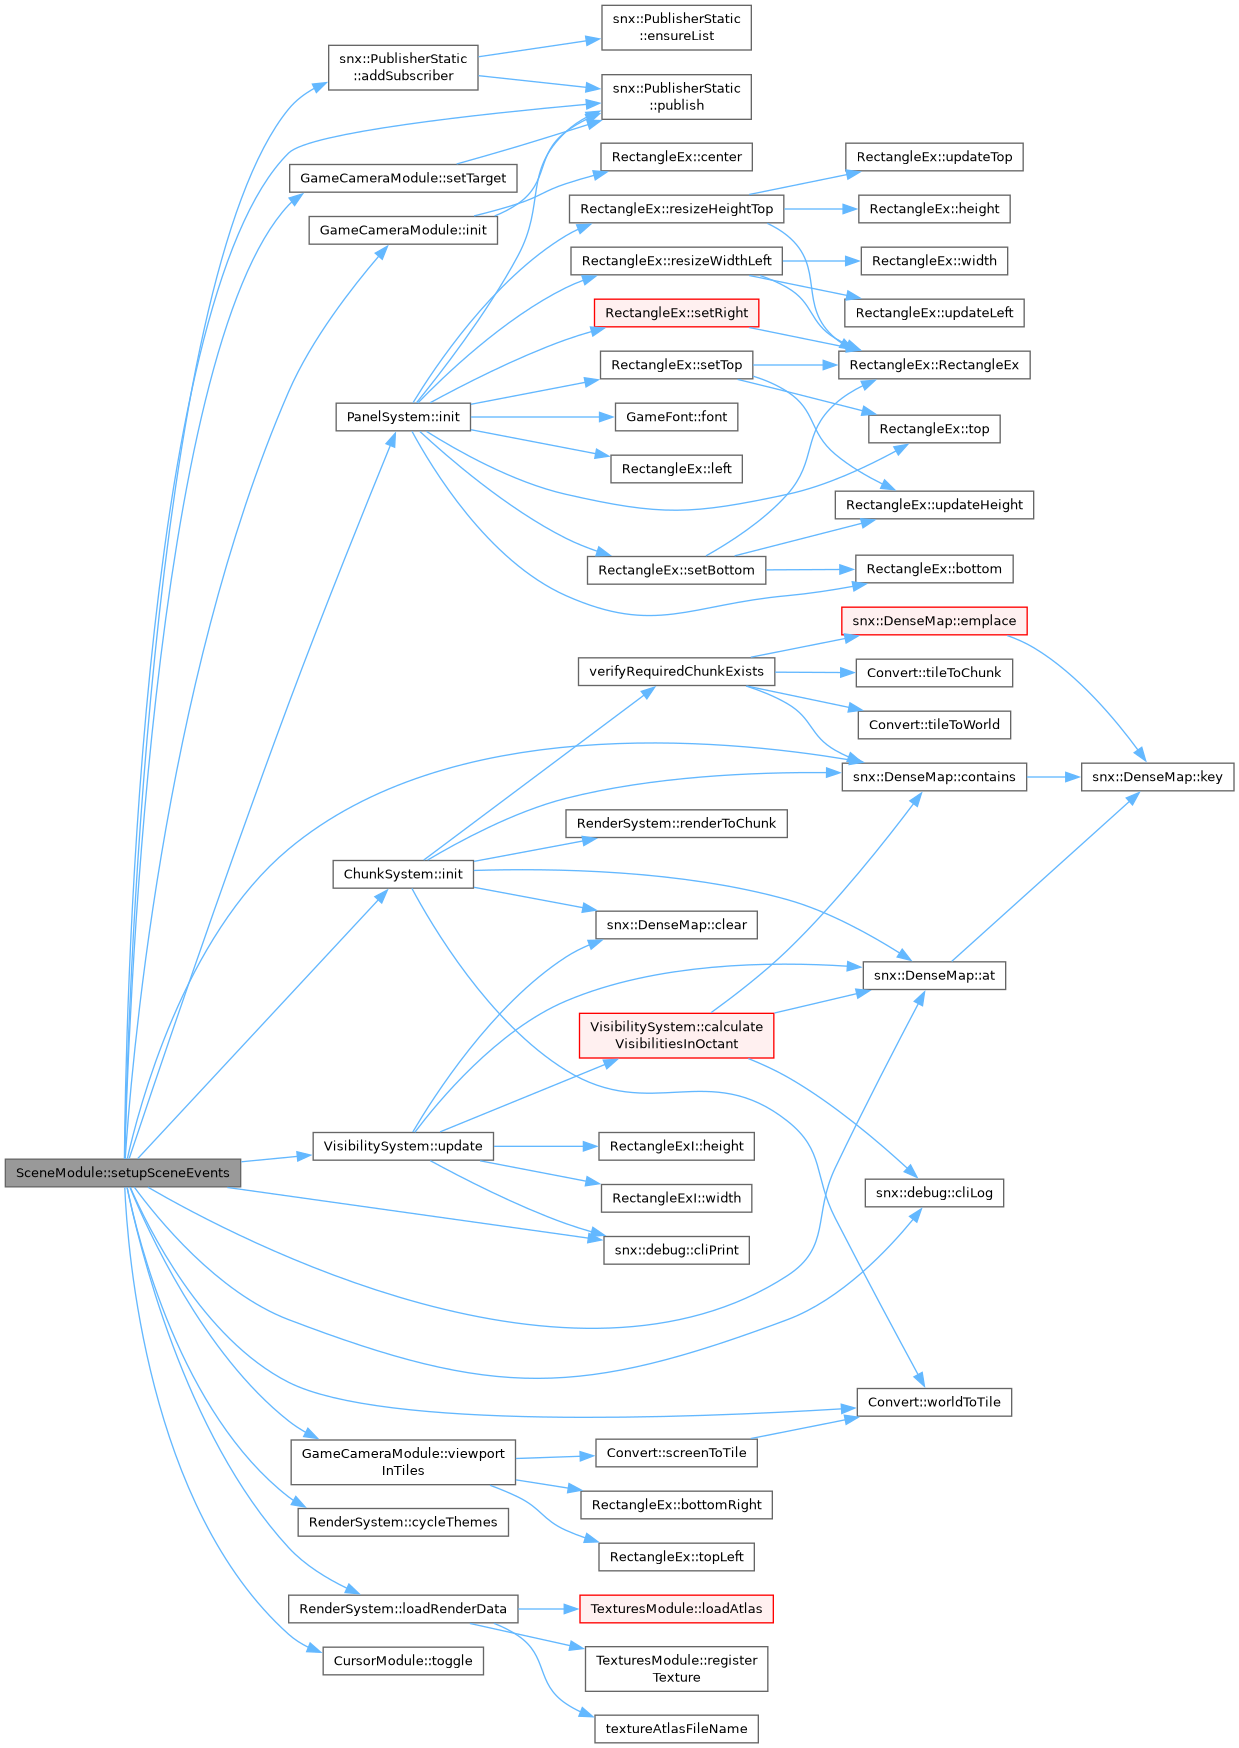 snx::PublisherStatic
::ensureList
snx::PublisherStatic
::addSubscriber
snx::PublisherStatic
::publish
RectangleEx::center
RectangleEx::updateTop
GameCameraModule::setTarget
RectangleEx::resizeHeightTop
RectangleEx::height
GameCameraModule::init
RectangleEx::resizeWidthLeft
RectangleEx::width
RectangleEx::setRight
RectangleEx::updateLeft
RectangleEx::setTop
RectangleEx::RectangleEx
PanelSystem::init
GameFont::font
RectangleEx::top
RectangleEx::left
RectangleEx::updateHeight
RectangleEx::setBottom
RectangleEx::bottom
snx::DenseMap::emplace
verifyRequiredChunkExists
Convert::tileToChunk
Convert::tileToWorld
snx::DenseMap::contains
snx::DenseMap::key
RenderSystem::renderToChunk
ChunkSystem::init
snx::DenseMap::clear
snx::DenseMap::at
VisibilitySystem::calculate
VisibilitiesInOctant
VisibilitySystem::update
RectangleExI::height
SceneModule::setupSceneEvents
RectangleExI::width
snx::debug::cliLog
snx::debug::cliPrint
Convert::worldToTile
GameCameraModule::viewport
InTiles
Convert::screenToTile
RectangleEx::bottomRight
RenderSystem::cycleThemes
RectangleEx::topLeft
RenderSystem::loadRenderData
TexturesModule::loadAtlas
CursorModule::toggle
TexturesModule::register
Texture
textureAtlasFileName